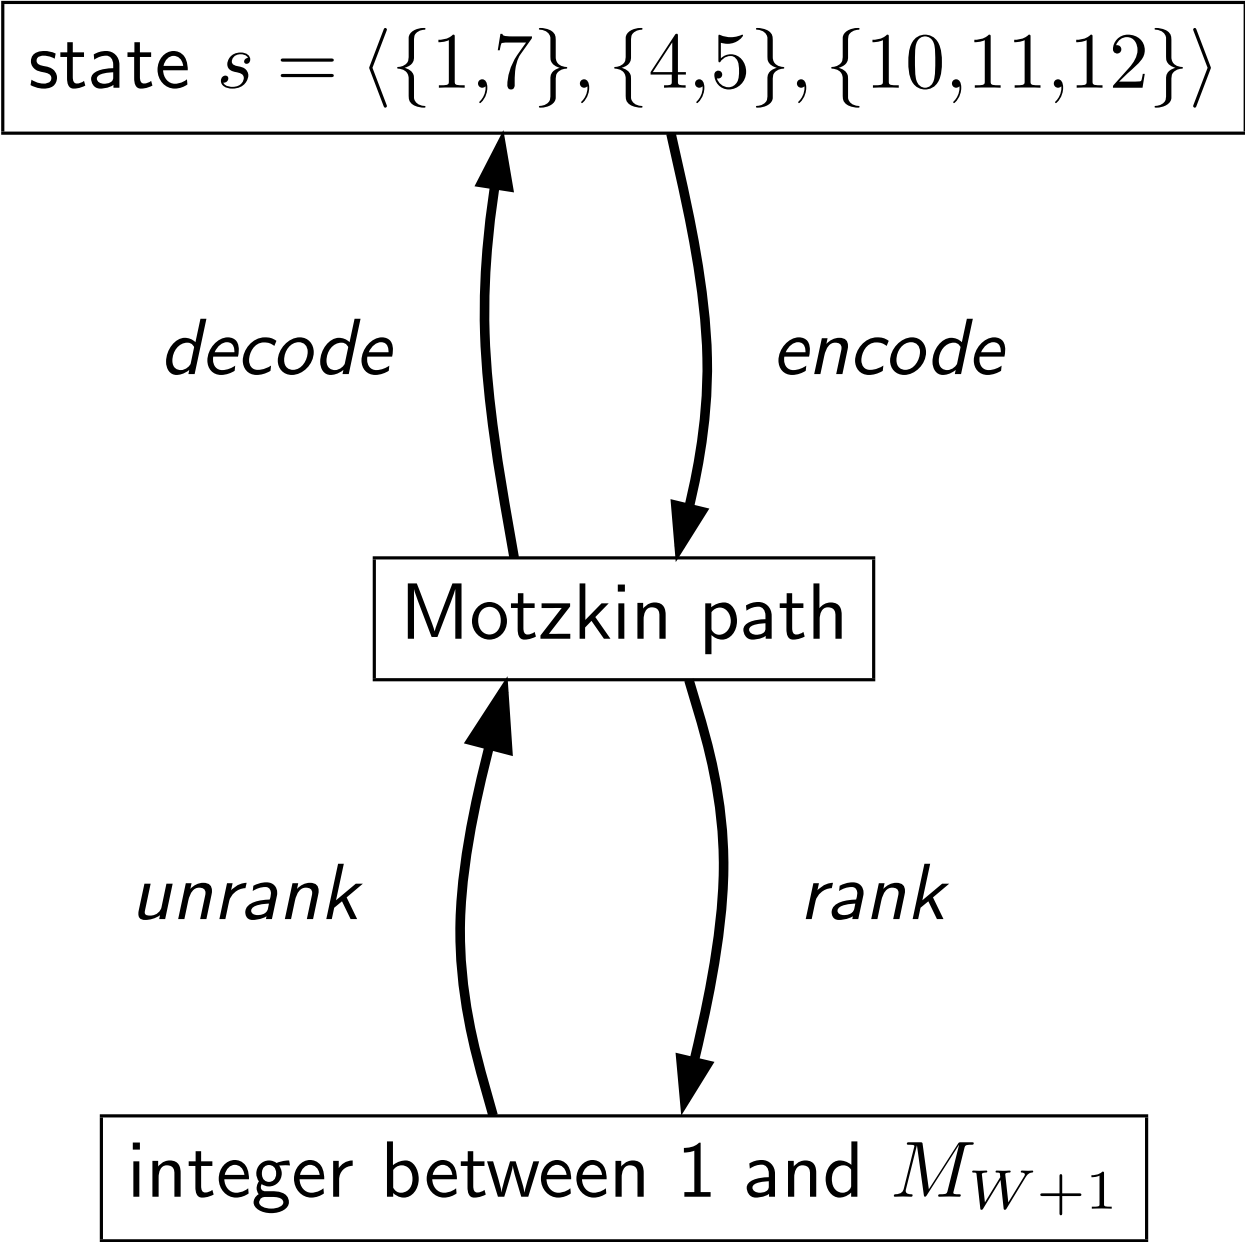 state s = ⟨{1,7}, {4,5}, {10,11,12}⟩
decode encode
Motzkin path
unrank rank
integer between 1 and M_{W+1}